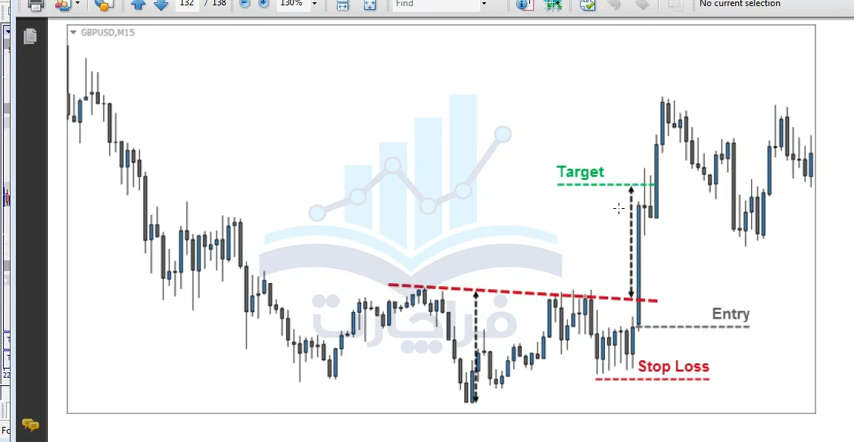 132 / 138
130%
Find
No current selection
GBPUSD,M15
Target
فراچارت
Entry
Stop Loss